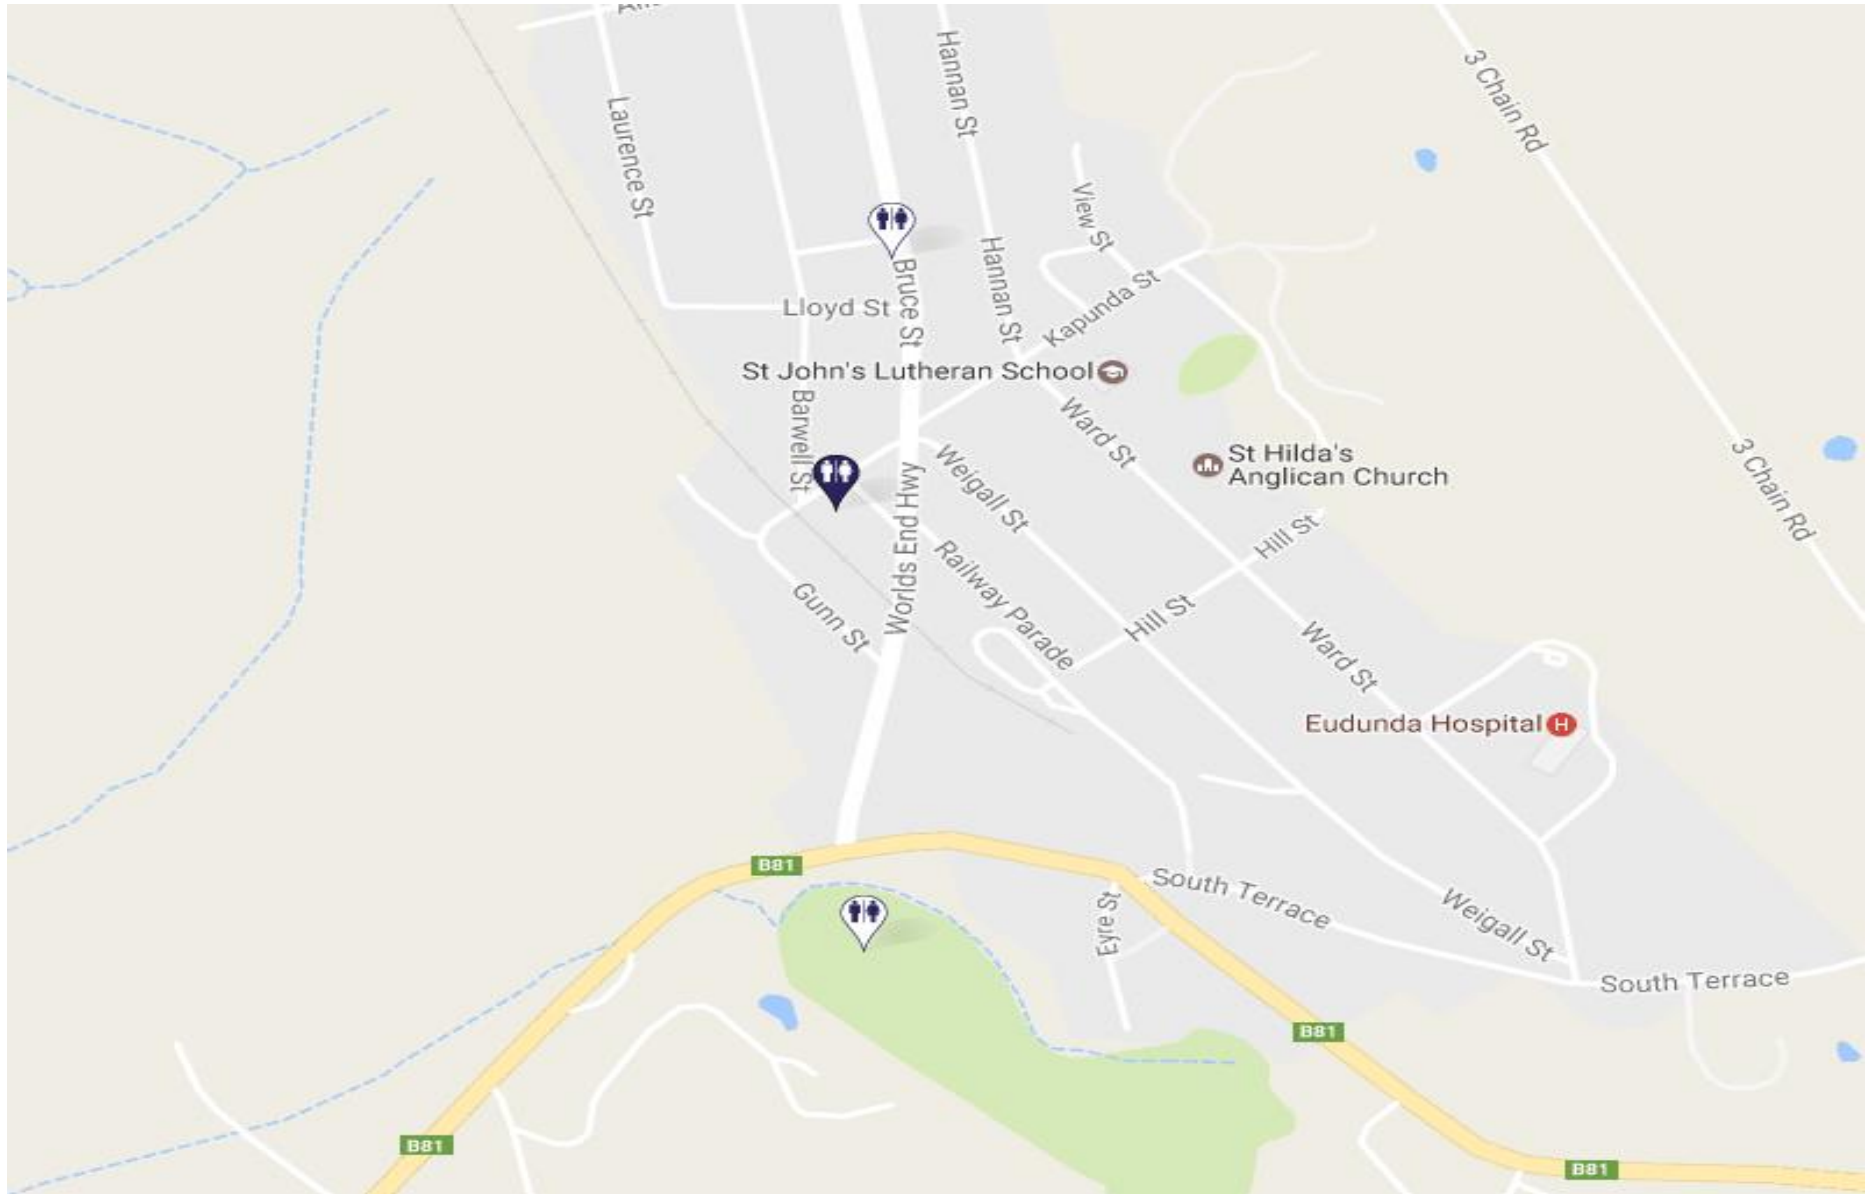 Hannan St
3 Chain Rd
Laurence St
View St
Bruce St
Hannan St
Kapunda St
Lloyd St
St John's Lutheran School
Barwell St
Ward St
St Hilda's
Anglican Church
3 Chain Rd
Weigall St
Worlds End Hwy
Hill St
Railway Parade
Gunn St
Hill St
Ward St
Eudunda Hospital
H
B81
South Terrace
Eyre St
Weigall St
South Terrace
B81
B81
B81